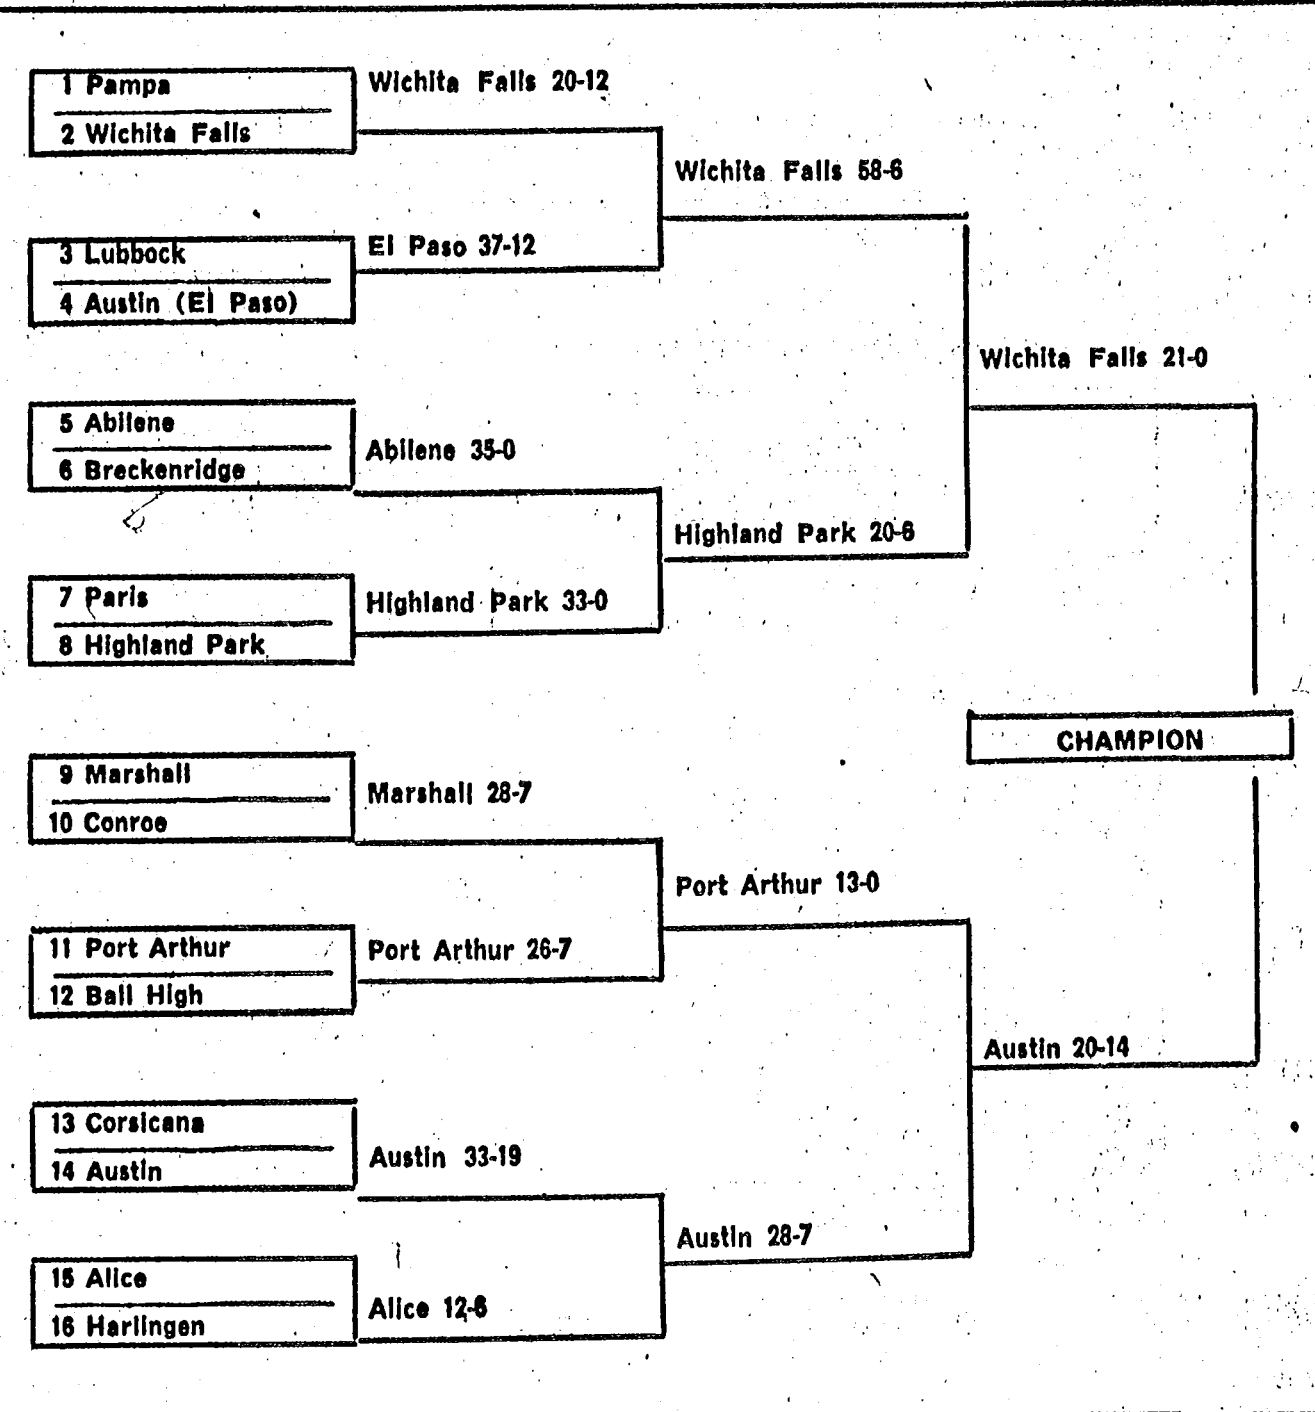 1 Pampa
2 Wichita Falls
Wichita Falls 20-12
Wichita Falls 58-6
3 Lubbock
4 Austin (El Paso)
El Paso 37-12
Wichita Falls 21-0
5 Abilene
6 Breckenridge
Abilene 35-0
Highland Park 20-6
7 Paris
8 Highland Park
Highland Park 33-0
CHAMPION
9 Marshall
10 Conroe
Marshall 28-7
Port Arthur 13-0
11 Port Arthur
12 Ball High
Port Arthur 26-7
Austin 20-14
13 Corsicana
14 Austin
Austin 33-19
Austin 28-7
15 Alice
16 Harlingen
Alice 12-6